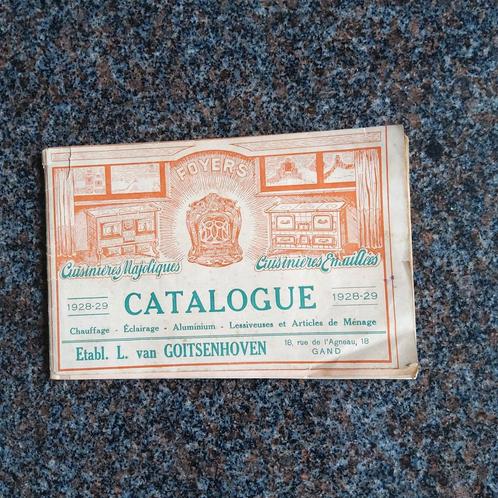 FOYERS
Cuisinières Majoliques
Cuisinières Emaillées
1928-29 CATALOGUE 1928-29
Chauffage - Éclairage - Aluminium - Lessiveuses et Articles de Ménage
Etabl. L. van GOITSENHOVEN
18, rue de l'Agneau, 18
GAND